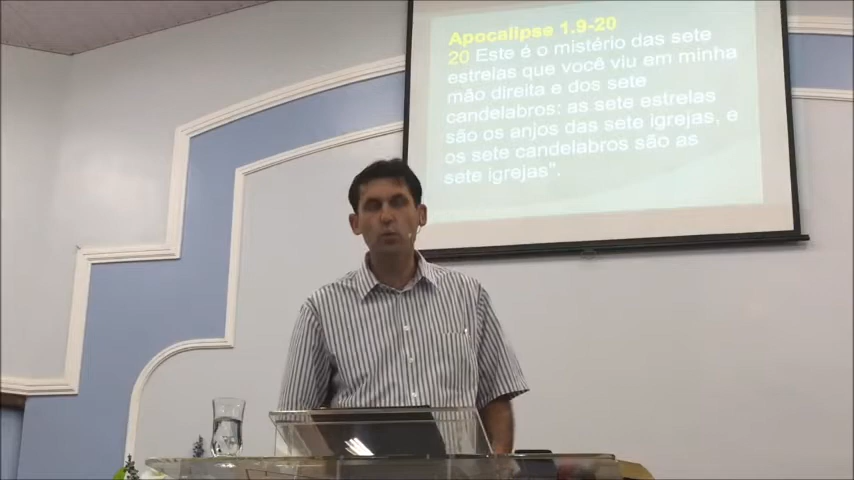 Apocalipse 1.9-20
20 Este é o mistério das sete
estrelas que você viu em minha
mão direita e dos sete
candelabros: as sete estrelas
são os anjos das sete igrejas, e
os sete candelabros são as
sete igrejas”.